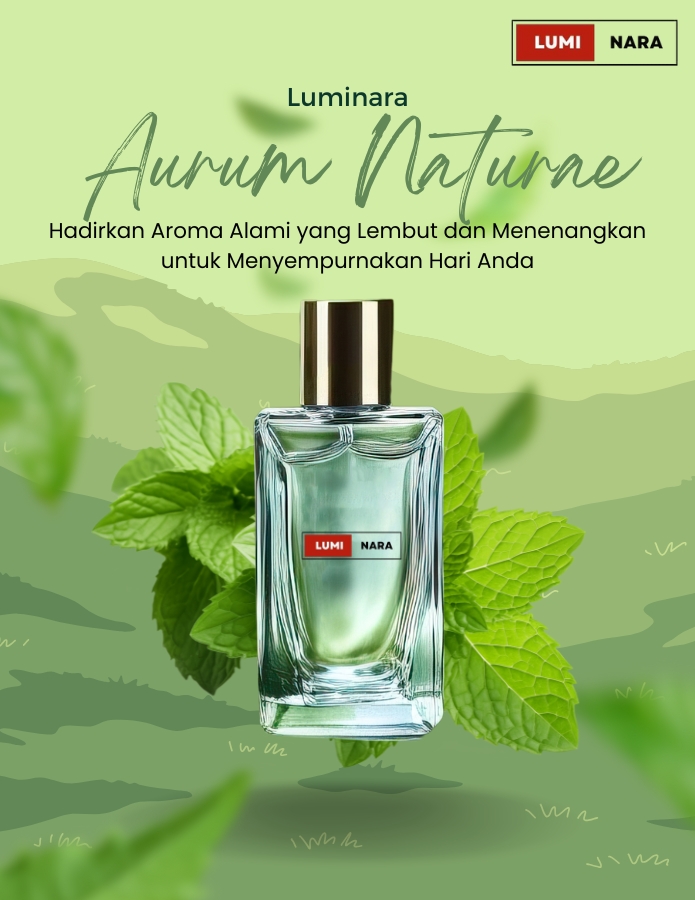 LUMI NARA
Luminara
Aurum Naturae
Hadirkan Aroma Alami yang Lembut dan Menenangkan
untuk Menyempurnakan Hari Anda
LUMI NARA